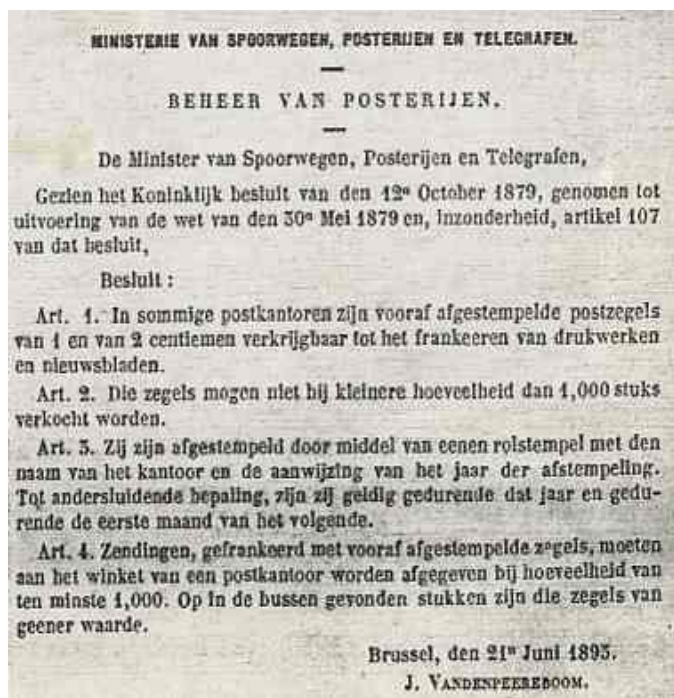 MINISTERIE VAN SPOORWEGEN, POSTERIJEN EN TELEGRAFEN.
BEHEER VAN POSTERIJEN.
De Minister van Spoorwegen, Posterijen en Telegrafen,
Gezien het Koninklijk besluit van den 12n October 1879, genomen tot
uitvoering van de wet van den 30n Mei 1879 en, inzonderheid, artikel 107
van dat besluit,
Besluit :
Art. 1. In sommige postkantoren zijn vooraf afgestempelde postzegels
van 1 en van 2 centiemen verkrijgbaar tot het frankeeren van drukwerken
en nieuwsbladen.
Art. 2. Die zegels mogen niet bij kleinere hoeveelheid dan 1,000 stuks
verkocht worden.
Art. 3. Zij zijn afgestempeld door middel van eenen rolstempel met den
naam van het kantoor en de aanwijzing van het jaar der afstempeling.
Tot andersluidende bepaling, zijn zij geldig gedurende dat jaar en gedu-
rende de eerste maand van het volgende.
Art. 4. Zendingen, gefrankeerd met vooraf afgestempelde zegels, moeten
aan het winket van een postkantoor worden afgegeven bij hoeveelheid van
ten minste 1,000. Op in de bussen gevonden stukken zijn die zegels van
geener waarde.
Brussel, den 21n Juni 1893.
J. VANDENPEEREBOOM.